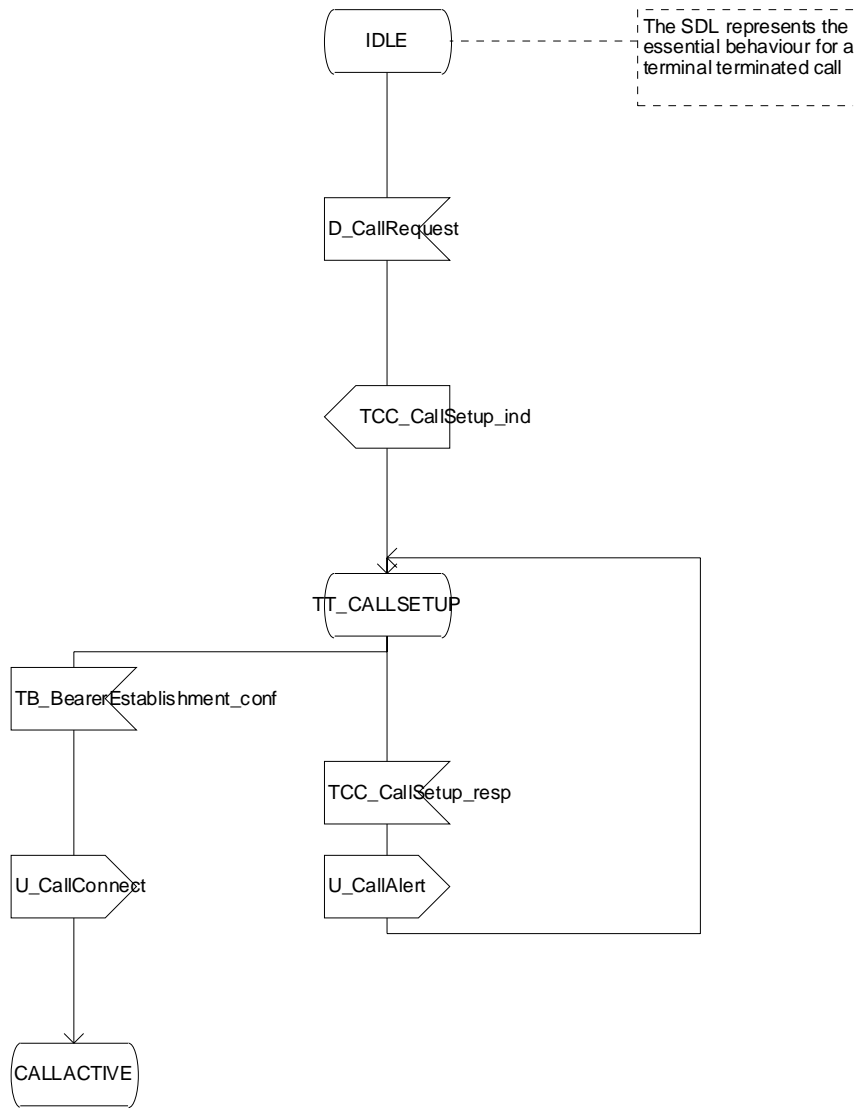 IDLE
The SDL represents the
essential behaviour for a
terminal terminated call
D_CallRequest
TCC_CallSetup_ind
TT_CALLSETUP
TB_BearerEstablishment_conf
TCC_CallSetup_resp
U_CallConnect
U_CallAlert
CALLACTIVE